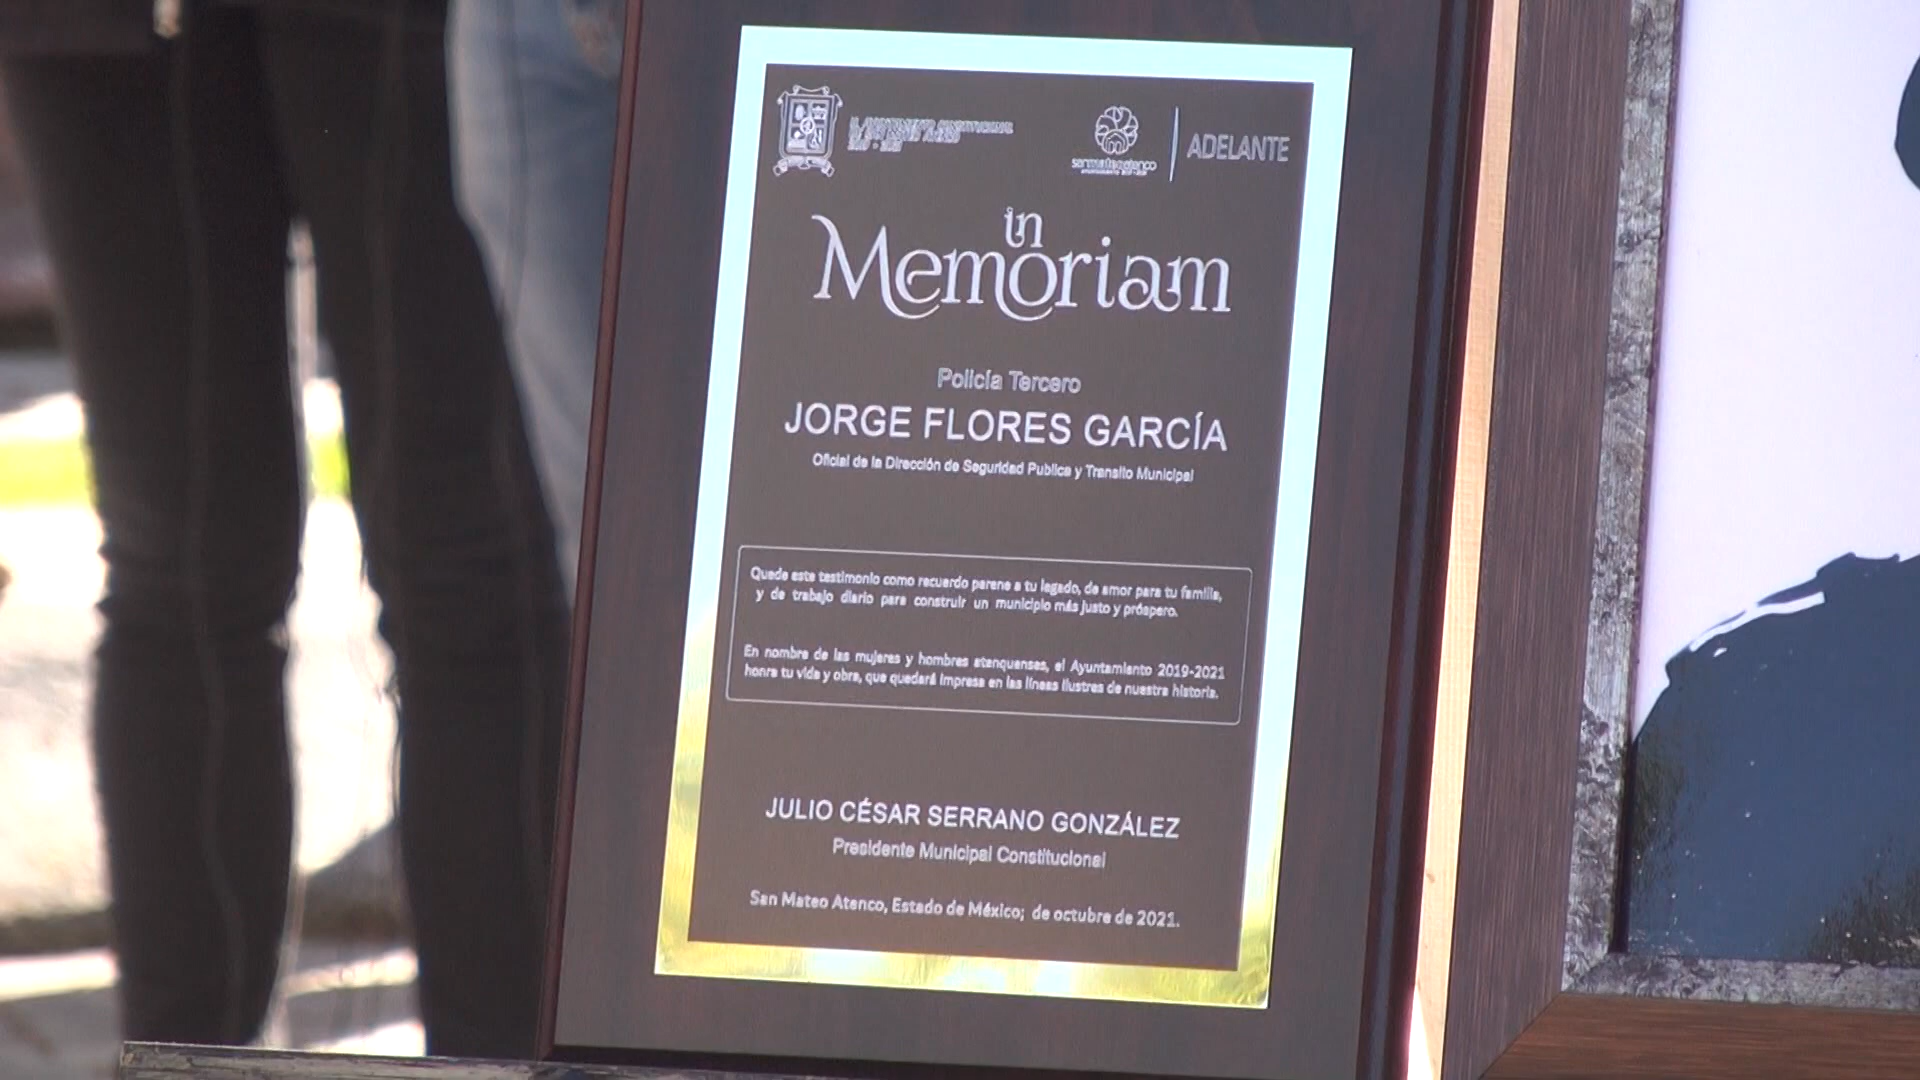 sanmateoatenco
ADELANTE
in
Memoriam
Policía Tercero
JORGE FLORES GARCÍA
Oficial de la Dirección de Seguridad Publica y Transito Municipal
Quede este testimonio como recuerdo perene a tu legado, de amor para tu familia,
y de trabajo diario para construir un municipio más justo y próspero.
En nombre de las mujeres y hombres atenquenses, el Ayuntamiento 2019-2021
honra tu vida y obra, que quedará impresa en las líneas ilustres de nuestra historia.
JULIO CÉSAR SERRANO GONZÁLEZ
Presidente Municipal Constitucional
San Mateo Atenco, Estado de México; de octubre de 2021.